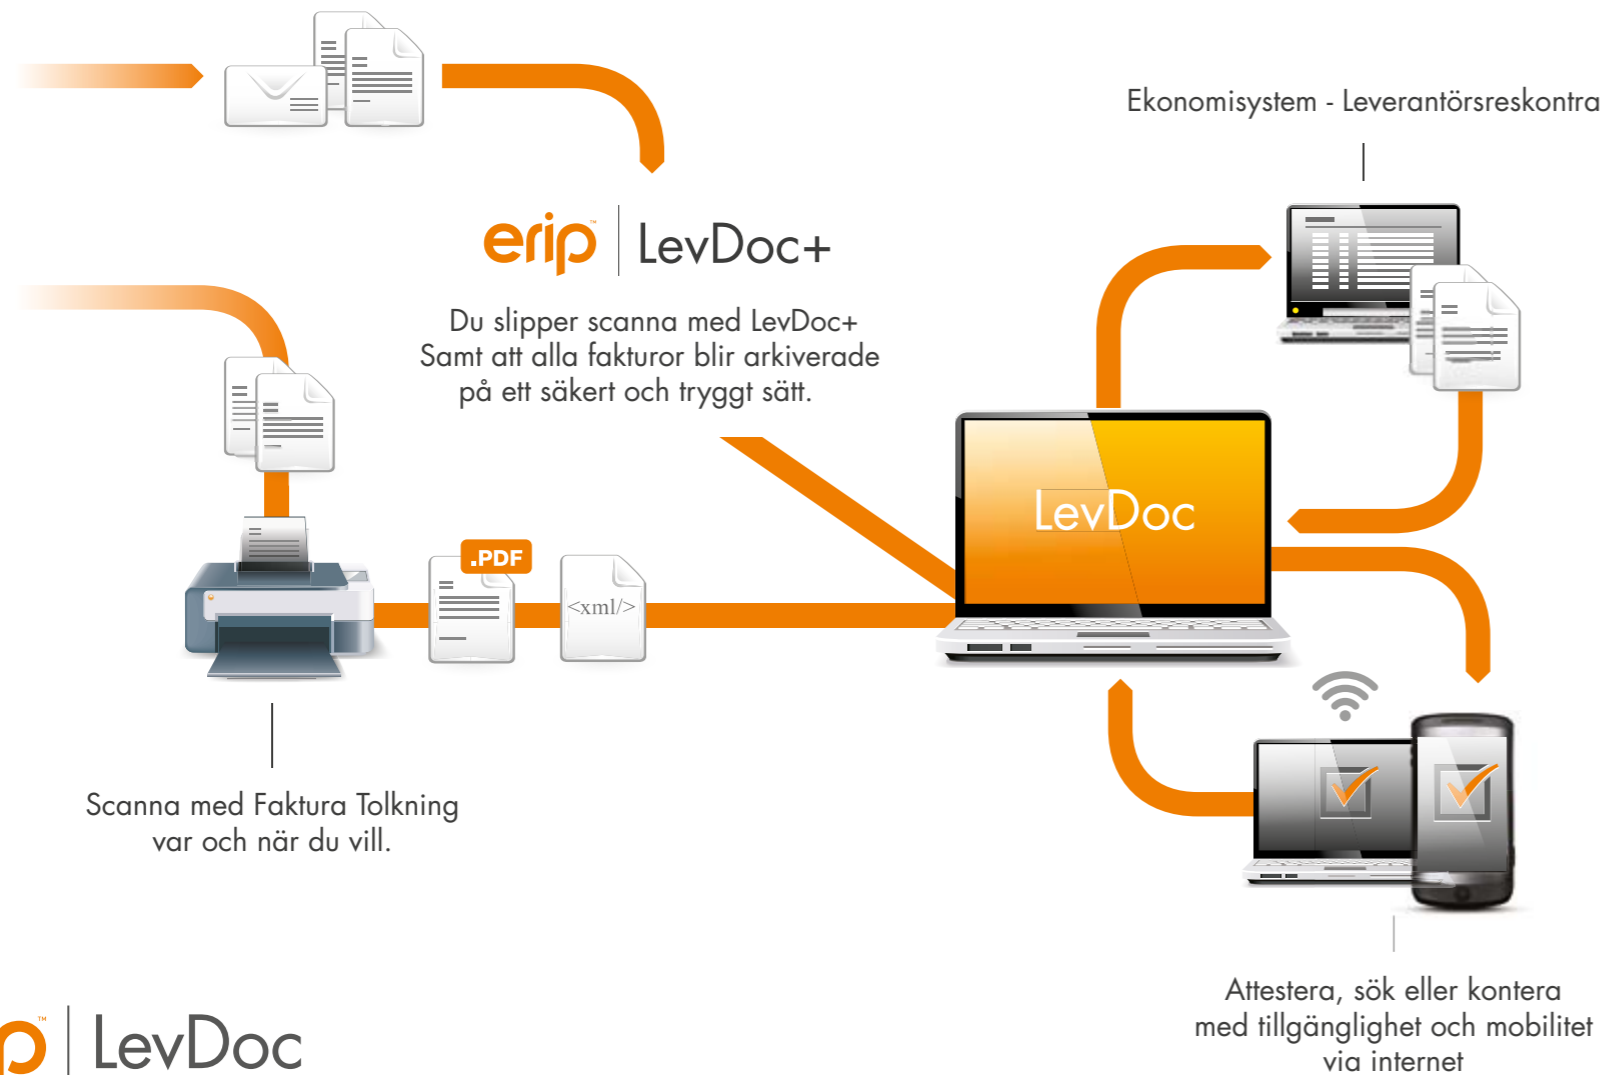 Ekonomisystem - Leverantörsreskontra
erip™ LevDoc+
Du slipper scanna med LevDoc+
Samt att alla fakturor blir arkiverade
på ett säkert och tryggt sätt.
LevDoc
.PDF
<xml/>
Scanna med Faktura Tolkning
var och när du vill.
Attestera, sök eller kontera
med tillgänglighet och mobilitet
via internet
p™ LevDoc